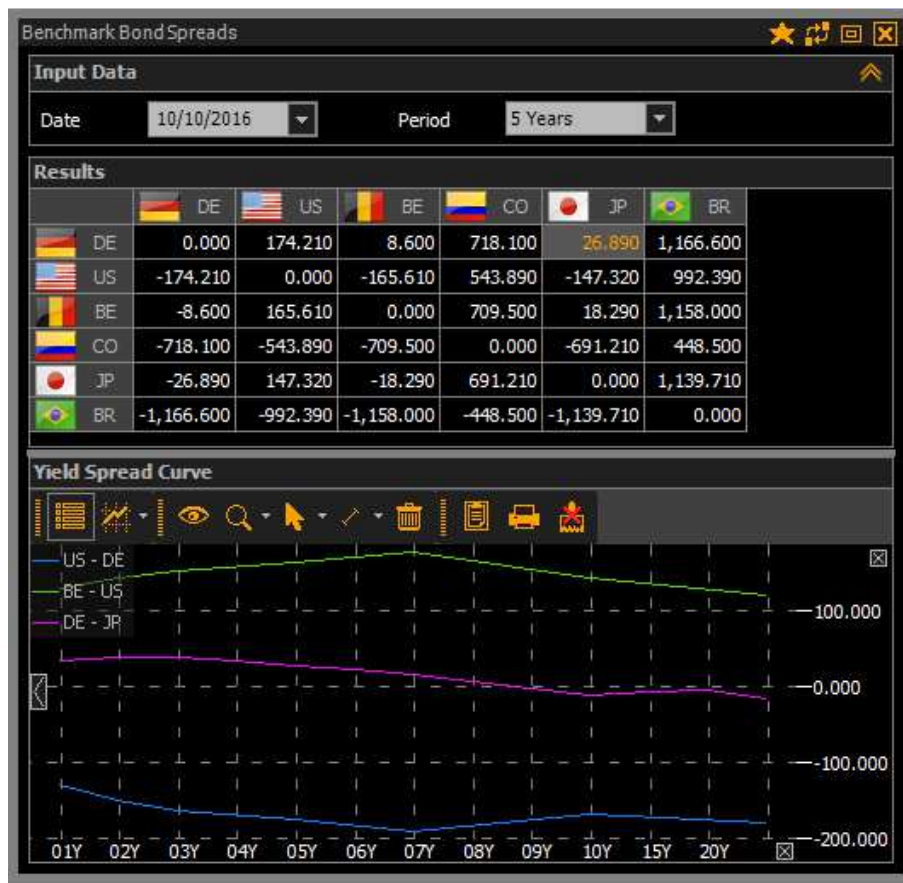 Benchmark Bond Spreads
Input Data
Date 10/10/2016 Period 5 Years
Results
DE US BE CO JP BR
DE 0.000 174.210 8.600 718.100 26.890 1,166.600
US -174.210 0.000 -165.610 543.890 -147.320 992.390
BE -8.600 165.610 0.000 709.500 18.290 1,158.000
CO -718.100 -543.890 -709.500 0.000 -691.210 448.500
JP -26.890 147.320 -18.290 691.210 0.000 1,139.710
BR -1,166.600 -992.390 -1,158.000 -448.500 -1,139.710 0.000
Yield Spread Curve
US - DE
BE - US
DE - JP
100.000
0.000
-100.000
-200.000
01Y 02Y 03Y 04Y 05Y 06Y 07Y 08Y 09Y 10Y 15Y 20Y